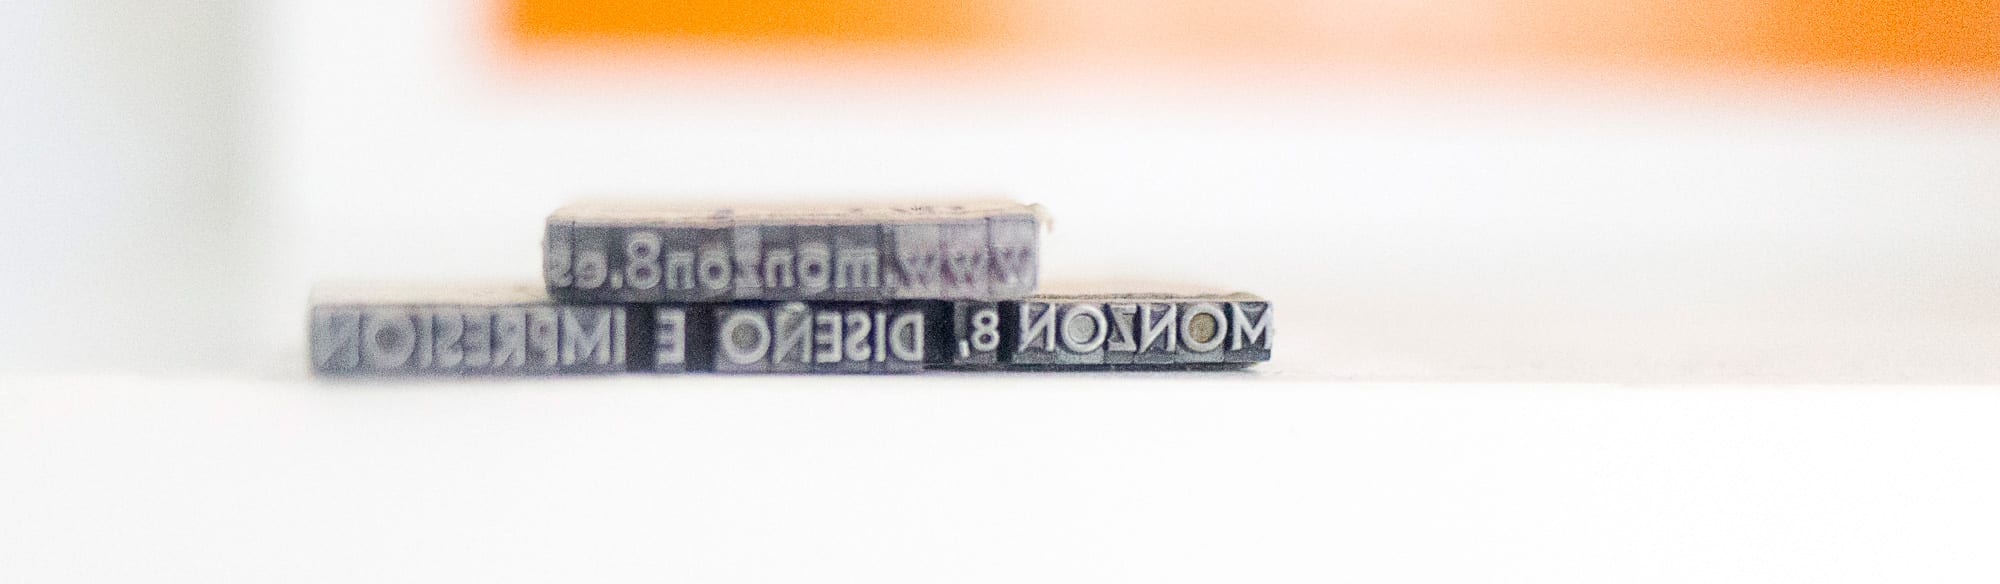 www.monzon8.es
MONZON 8, DISEÑO E IMPRESION